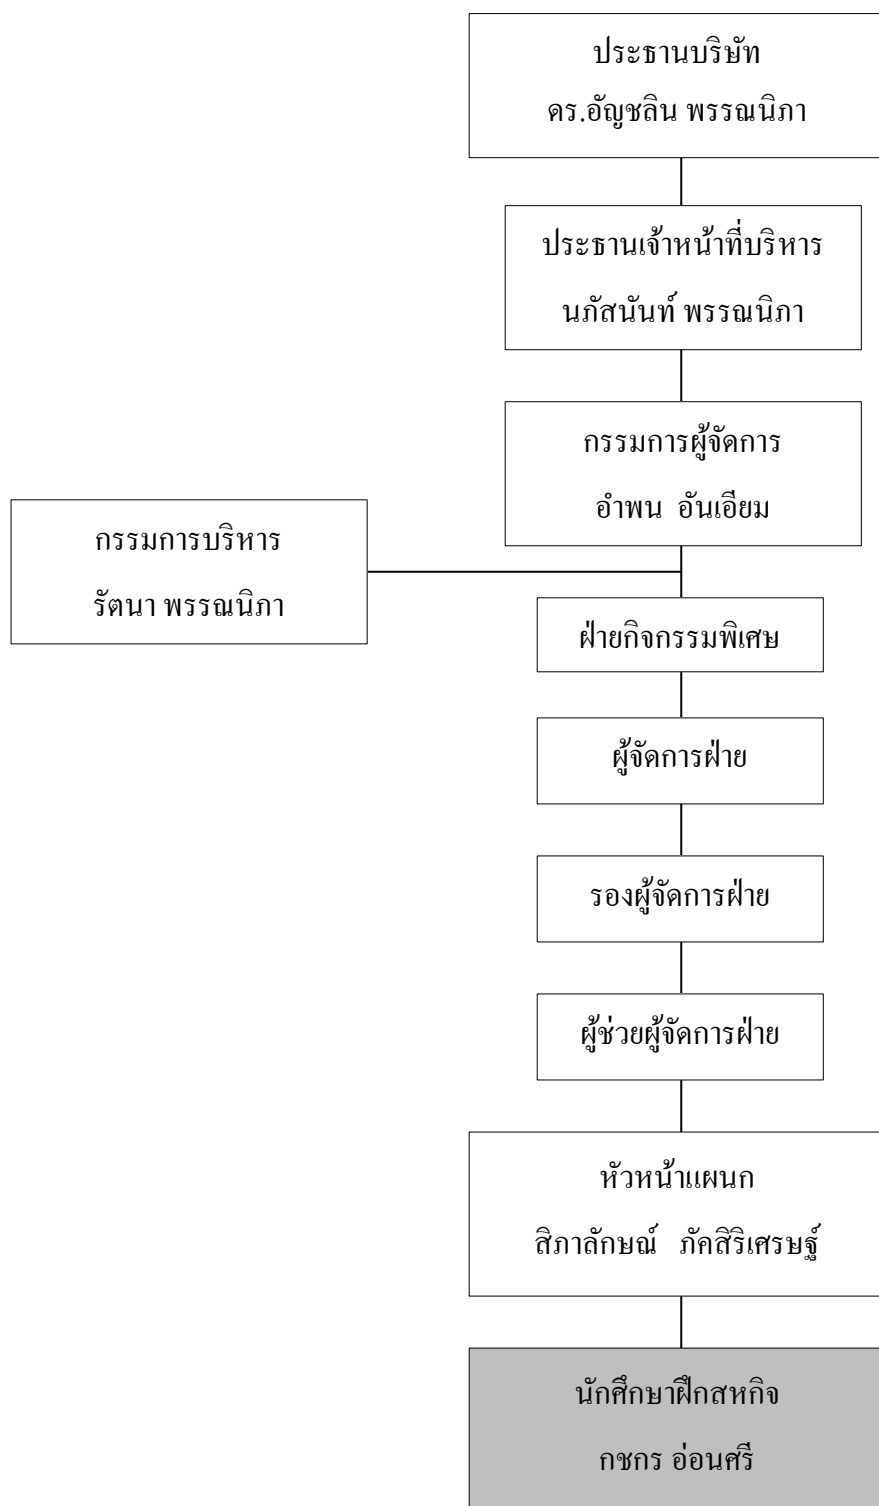 ประธานบริษัท
ดร.อัญชลิน พรรณนิภา
ประธานเจ้าหน้าที่บริหาร
นภัสนันท์ พรรณนิภา
กรรมการผู้จัดการ
อำพน อันเอียม
กรรมการบริหาร
รัตนา พรรณนิภา
ฝ่ายกิจกรรมพิเศษ
ผู้จัดการฝ่าย
รองผู้จัดการฝ่าย
ผู้ช่วยผู้จัดการฝ่าย
หัวหน้าแผนก
สิภาลักษณ์ ภัคสิริเศรษฐ์
นักศึกษาฝึกสหกิจ
กชกร อ่อนศรี